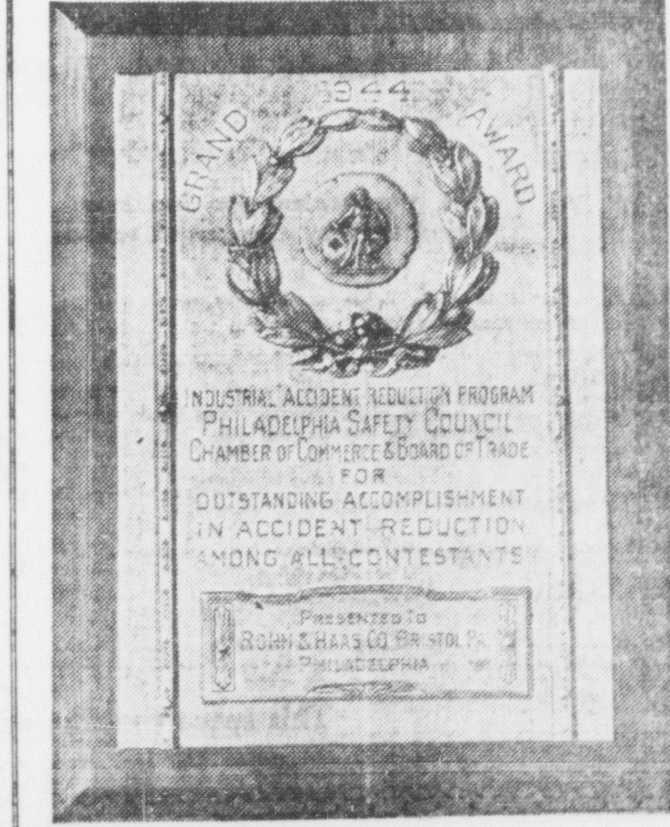 1944
GRAND AWARD
INDUSTRIAL ACCIDENT REDUCTION PROGRAM
PHILADELPHIA SAFETY COUNCIL
CHAMBER OF COMMERCE & BOARD OF TRADE
FOR
OUTSTANDING ACCOMPLISHMENT
IN ACCIDENT REDUCTION
AMONG ALL CONTESTANTS
PRESENTED TO
ROHM & HAAS CO. BRISTOL PA.
PHILADELPHIA